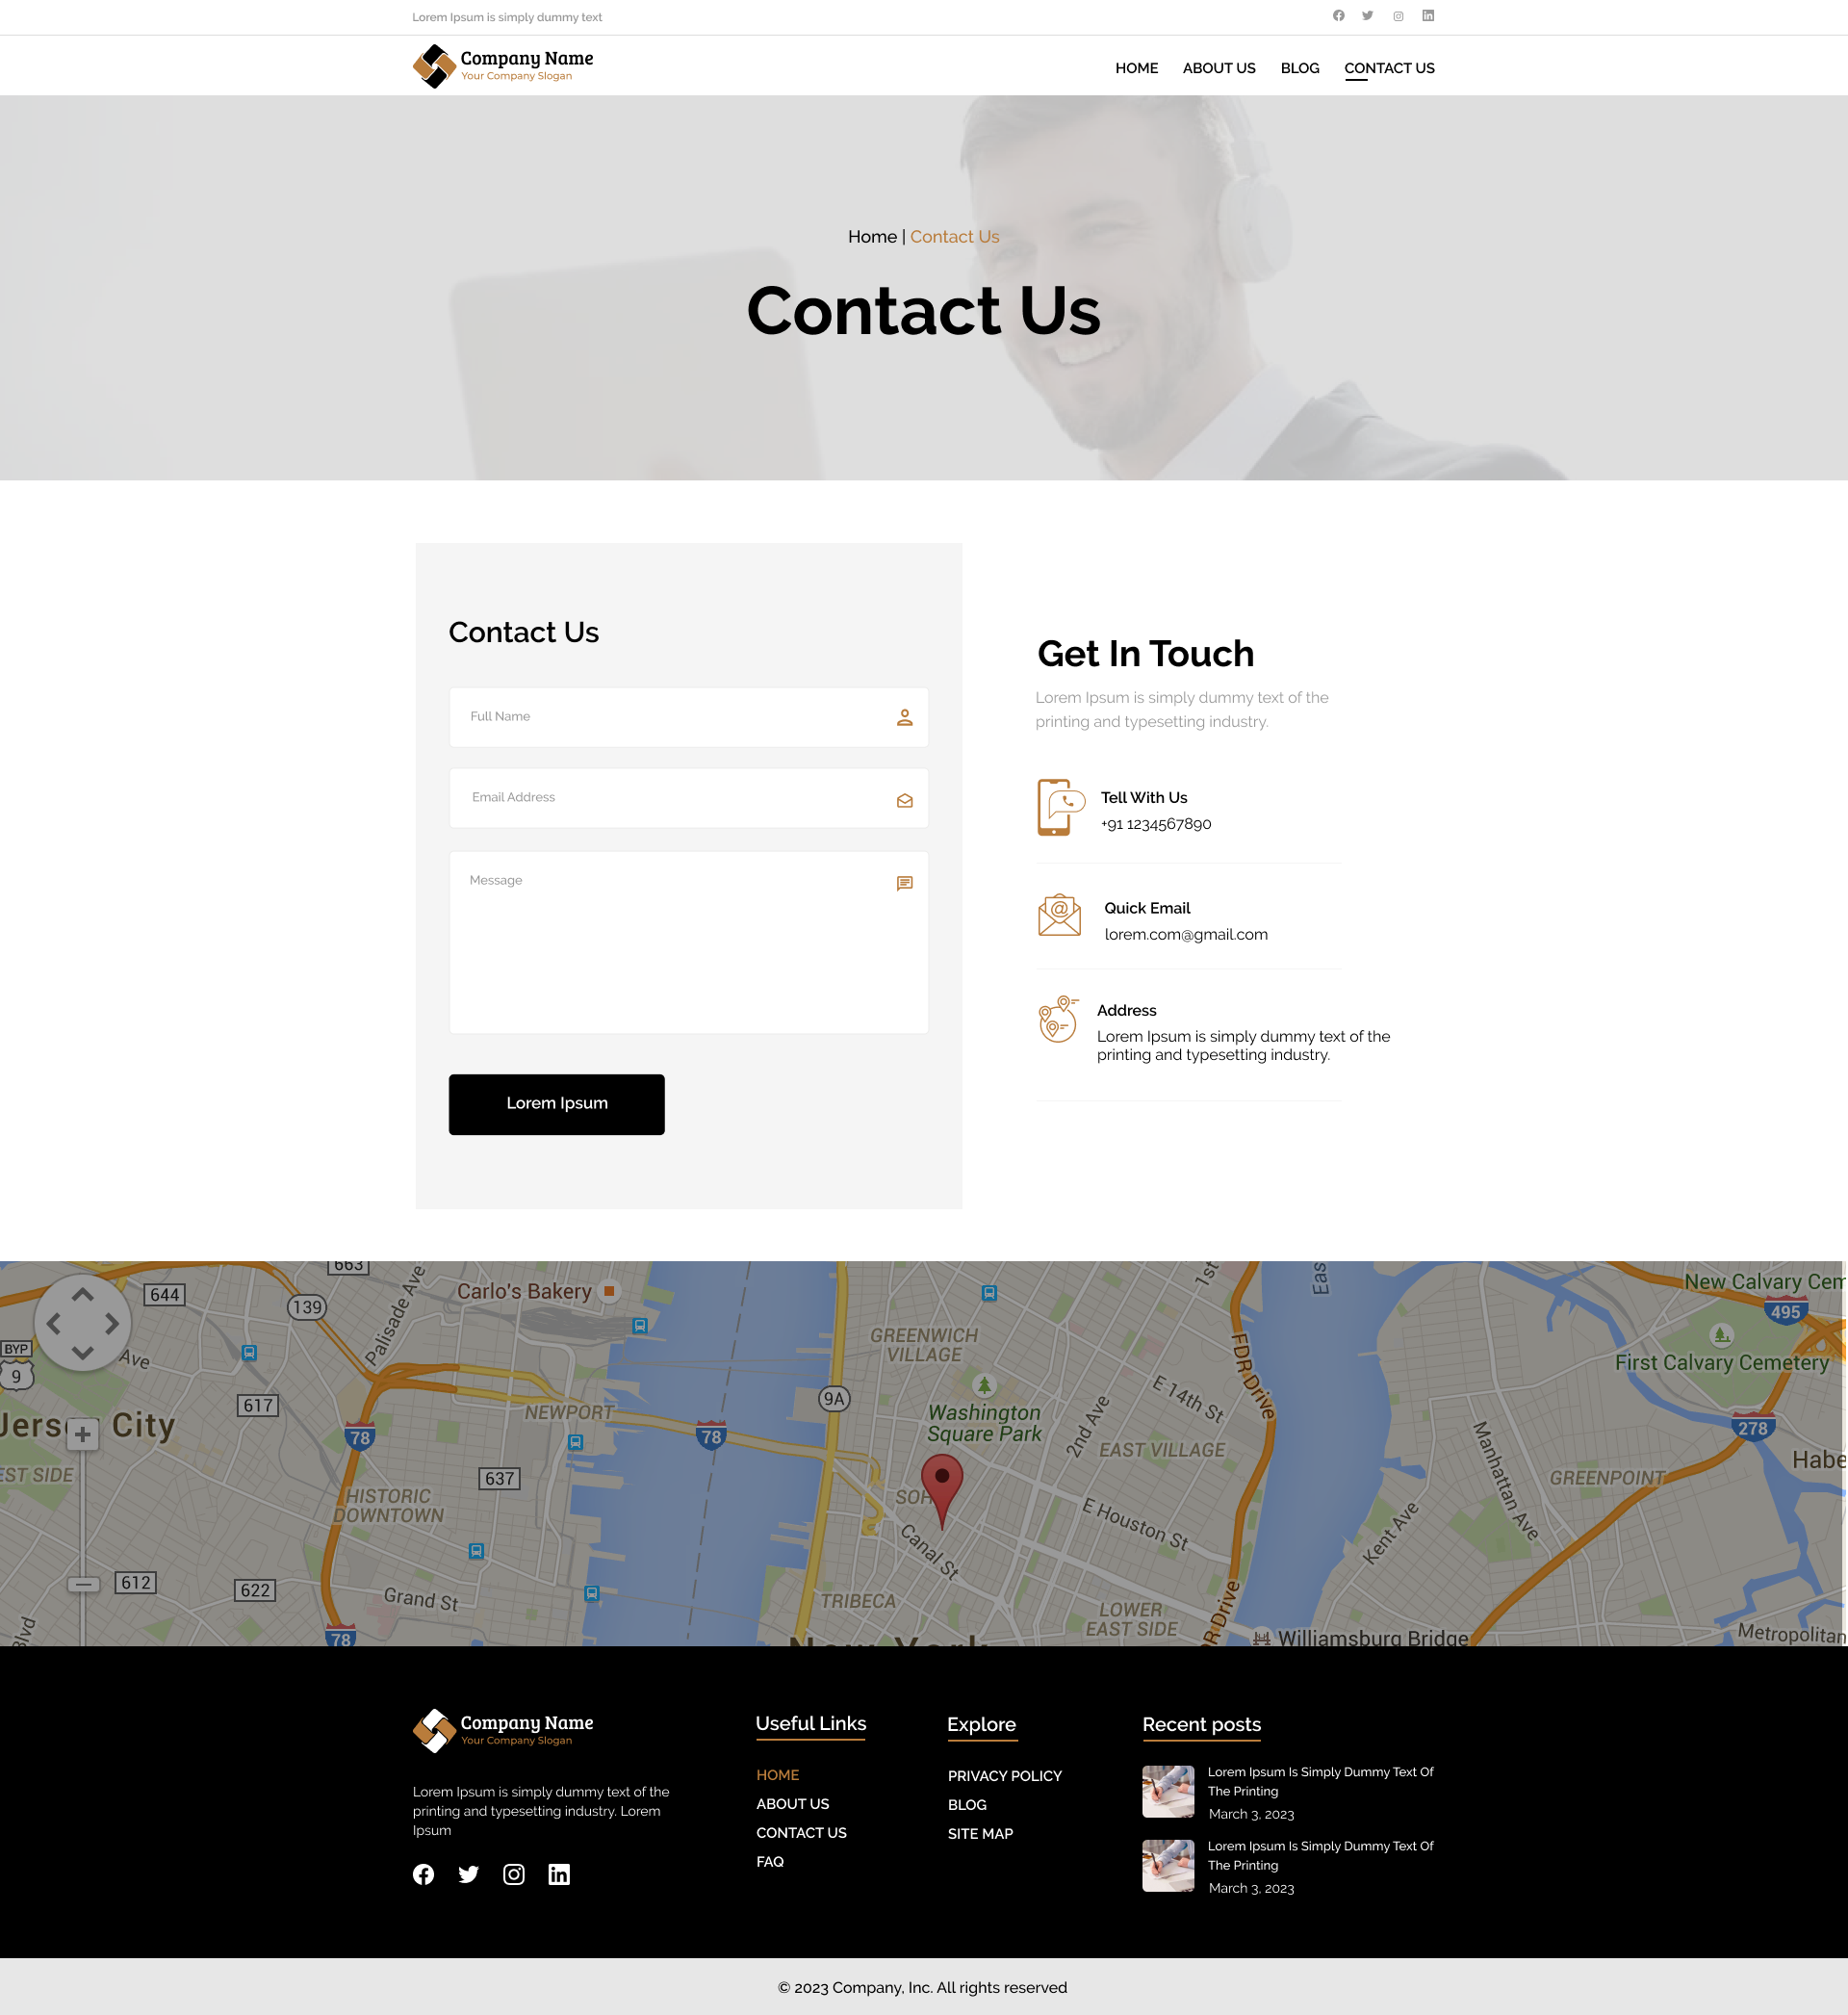 Lorem Ipsum is simply dummy text
Company Name
Your Company Slogan
HOME ABOUT US BLOG CONTACT US
Home | Contact Us
Contact Us
Contact Us
Full Name
Email Address
Message
Lorem Ipsum
Get In Touch
Lorem Ipsum is simply dummy text of the
printing and typesetting industry.
Tell With Us
+91 1234567890
Quick Email
lorem.com@gmail.com
Address
Lorem Ipsum is simply dummy text of the
printing and typesetting industry.
663
644
139
Palisade Ave
Carlo's Bakery
1st
Eas
New Calvary Cem
495
BYP
9
Ave
GREENWICH
VILLAGE
FDR Drive
First Calvary Cemetery
617
Jersey City
78
NEWPORT
78
9A
Washington
Square Park
2nd Ave
E 14th St
EAST VILLAGE
278
Manhattan Ave
Habe
EST SIDE
637
HISTORIC
DOWNTOWN
SOH
GREENPOINT
Canal St
E Houston St
Kent Ave
612
622
Grand St
TRIBECA
LOWER
EAST SIDE
R Drive
78
Blvd
New York
Williamsburg Bridge
Metropolitan
Company Name
Your Company Slogan
Lorem Ipsum is simply dummy text of the
printing and typesetting industry. Lorem
Ipsum
Useful Links
HOME
ABOUT US
CONTACT US
FAQ
Explore
PRIVACY POLICY
BLOG
SITE MAP
Recent posts
Lorem Ipsum Is Simply Dummy Text Of
The Printing
March 3, 2023
Lorem Ipsum Is Simply Dummy Text Of
The Printing
March 3, 2023
© 2023 Company, Inc. All rights reserved